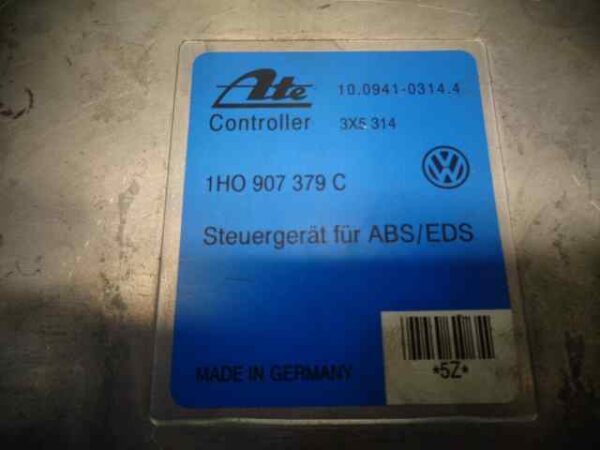 Ate 10.0941-0314.4
Controller 3X5 314
1HO 907 379 C
Steuergerät für ABS/EDS
MADE IN GERMANY
*5Z*